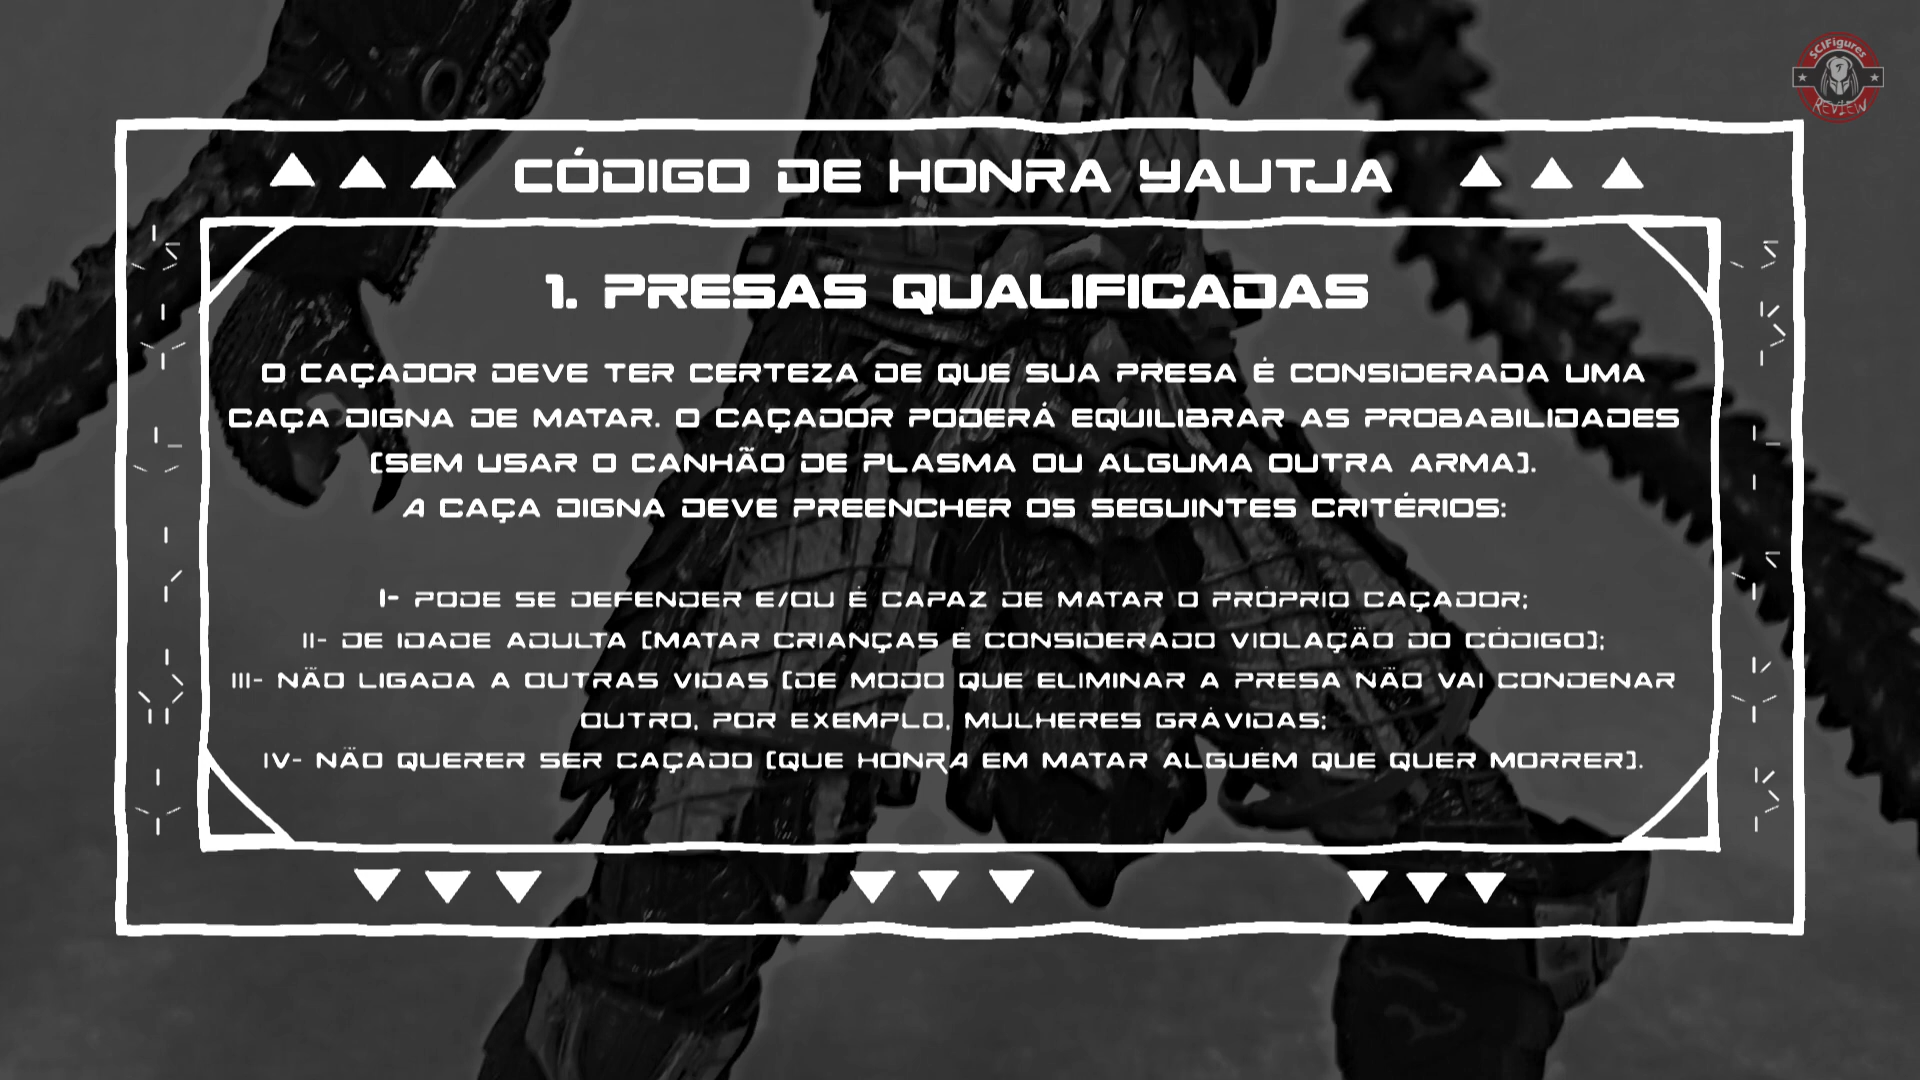 SCIFigures
REVIEW
CÓDIGO DE HONRA YAUTJA
1. PRESAS QUALIFICADAS
O CAÇADOR DEVE TER CERTEZA DE QUE SUA PRESA É CONSIDERADA UMA
CAÇA DIGNA DE MATAR. O CAÇADOR PODERÁ EQUILIBRAR AS PROBABILIDADES
(SEM USAR O CANHÃO DE PLASMA OU ALGUMA OUTRA ARMA).
A CAÇA DIGNA DEVE PREENCHER OS SEGUINTES CRITÉRIOS:
I- PODE SE DEFENDER E/OU É CAPAZ DE MATAR O PRÓPRIO CAÇADOR;
II- DE IDADE ADULTA (MATAR CRIANÇAS É CONSIDERADO VIOLAÇÃO DO CÓDIGO);
III- NÃO LIGADA A OUTRAS VIDAS (DE MODO QUE ELIMINAR A PRESA NÃO VAI CONDENAR
OUTRO, POR EXEMPLO, MULHERES GRÁVIDAS;
IV- NÃO QUERER SER CAÇADO (QUE HONRA EM MATAR ALGUÉM QUE QUER MORRER).